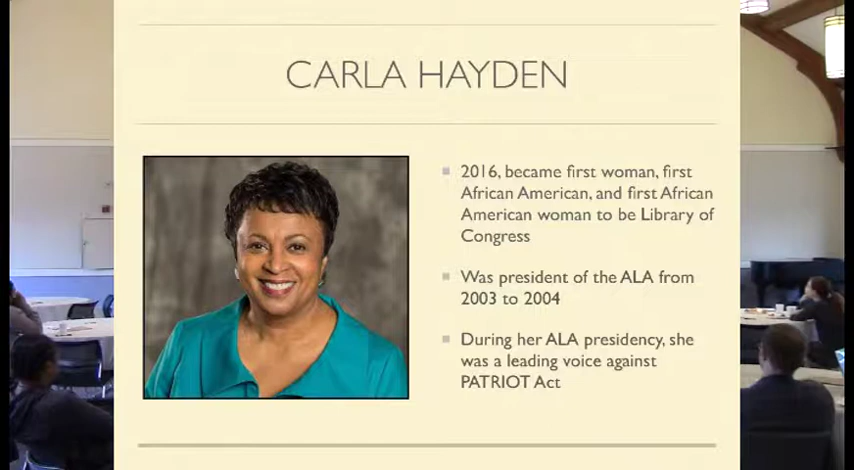 CARLA HAYDEN
2016, became first woman, first
African American, and first African
American woman to be Library of
Congress
Was president of the ALA from
2003 to 2004
During her ALA presidency, she
was a leading voice against
PATRIOT Act